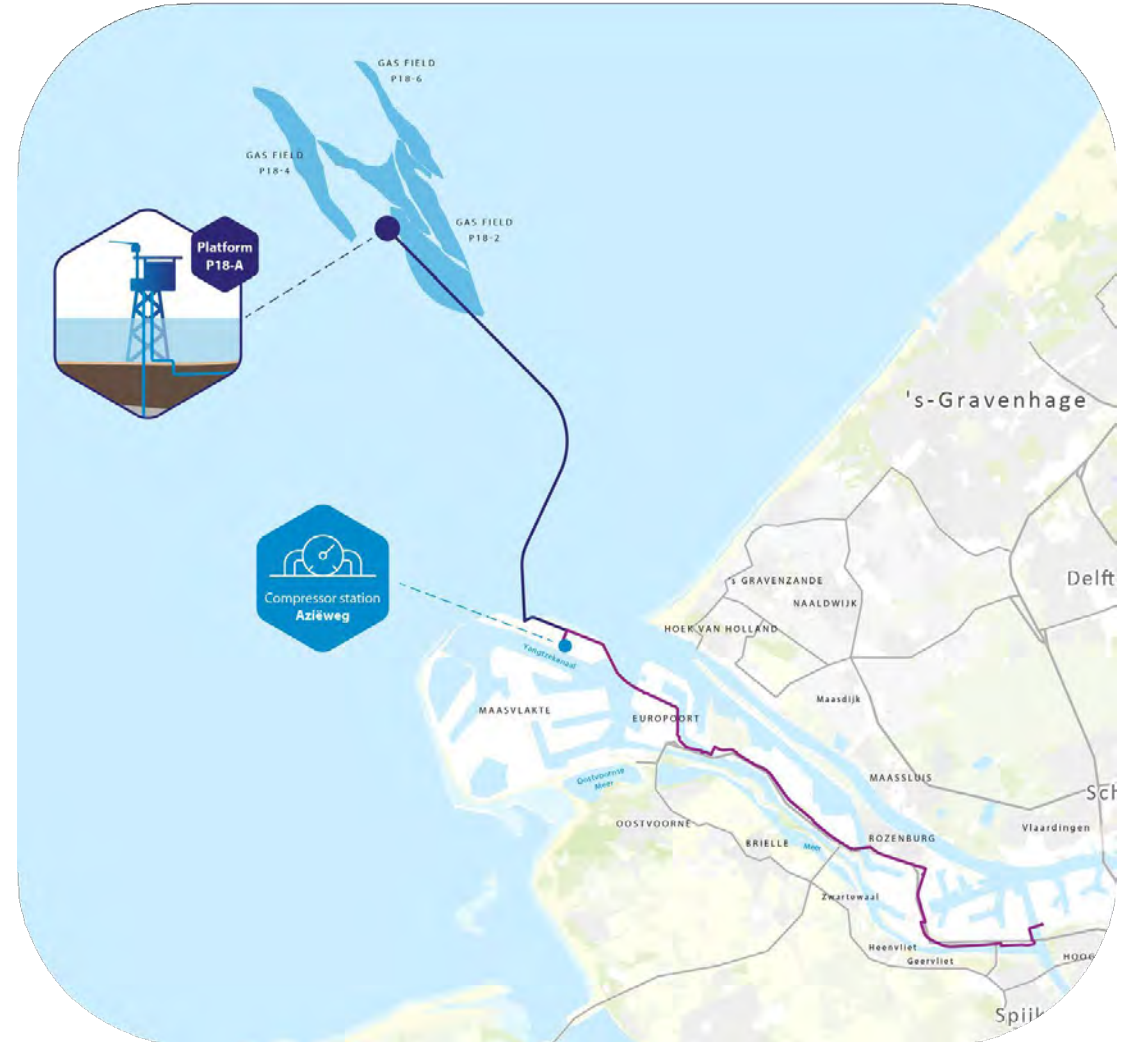 GAS FIELD
P18-6
GAS FIELD
P18-4
GAS FIELD
P18-2
Platform
P18-A
's-Gravenhage
Compressor station
Aziëweg
's GRAVENZANDE
NAALDWIJK
Delft
HOEK VAN HOLLAND
Yangtzekanaal
Maasdijk
MAASVLAKTE
EUROPOORT
MAASSLUIS
Oostvoornse
Meer
Sch
OOSTVOORNE
BRIELLE
Meer
ROZENBURG
Vlaardingen
Zwartewaal
Heenvliet
Geervliet
HOOG
Spijk